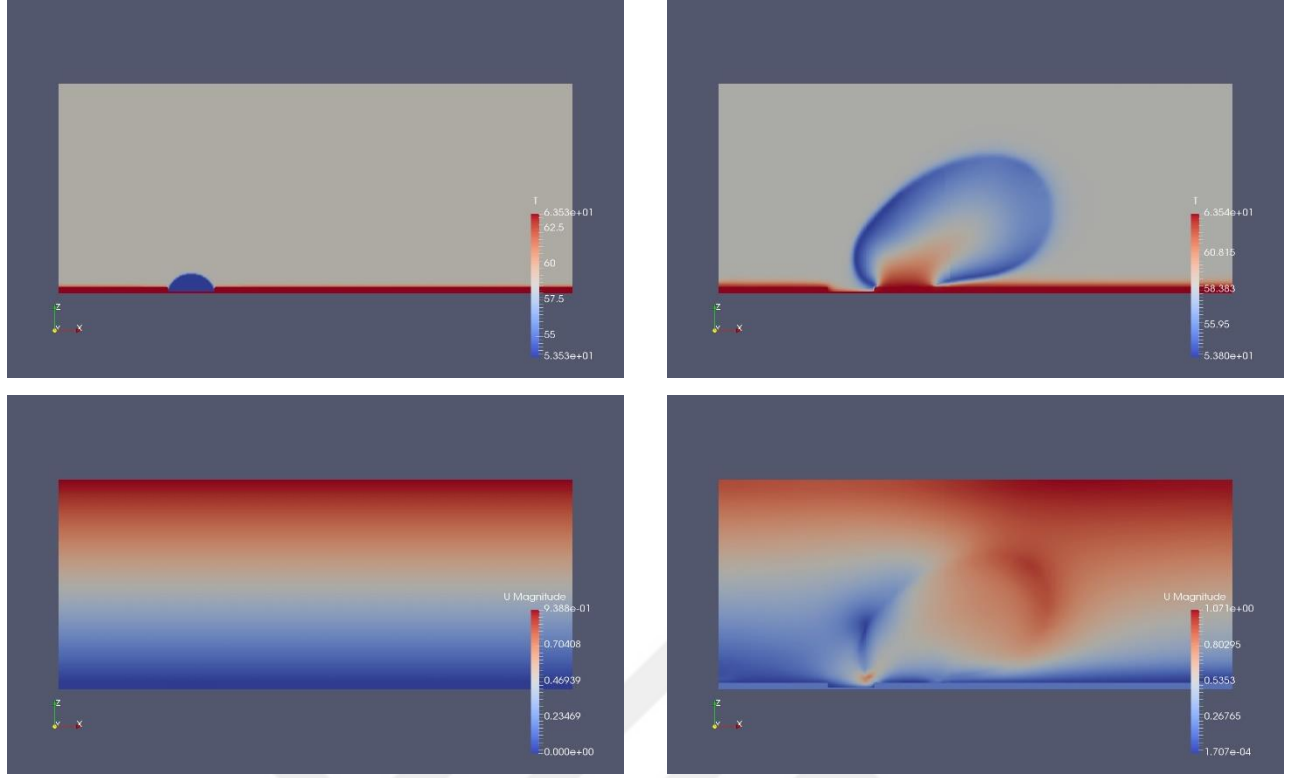 T
6.353e+01
62.5
60
57.5
55
5.353e+01
Z
Y X
T
6.354e+01
60.815
58.383
55.95
5.380e+01
Z
Y X
U Magnitude
9.388e-01
0.70408
0.46939
0.23469
0.000e+00
Z
Y X
U Magnitude
1.071e+00
0.80295
0.5353
0.26765
1.707e-04
Z
Y X